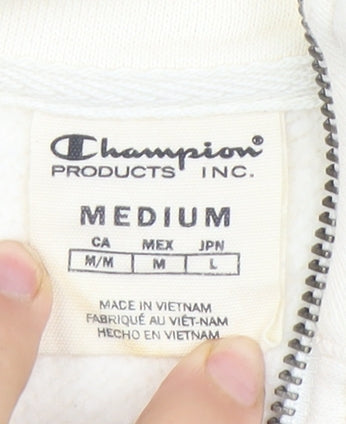 Champion®
PRODUCTS INC.
MEDIUM
CA MEX JPN
M/M M L
MADE IN VIETNAM
FABRIQUÉ AU VIÊT-NAM
HECHO EN VIETNAM